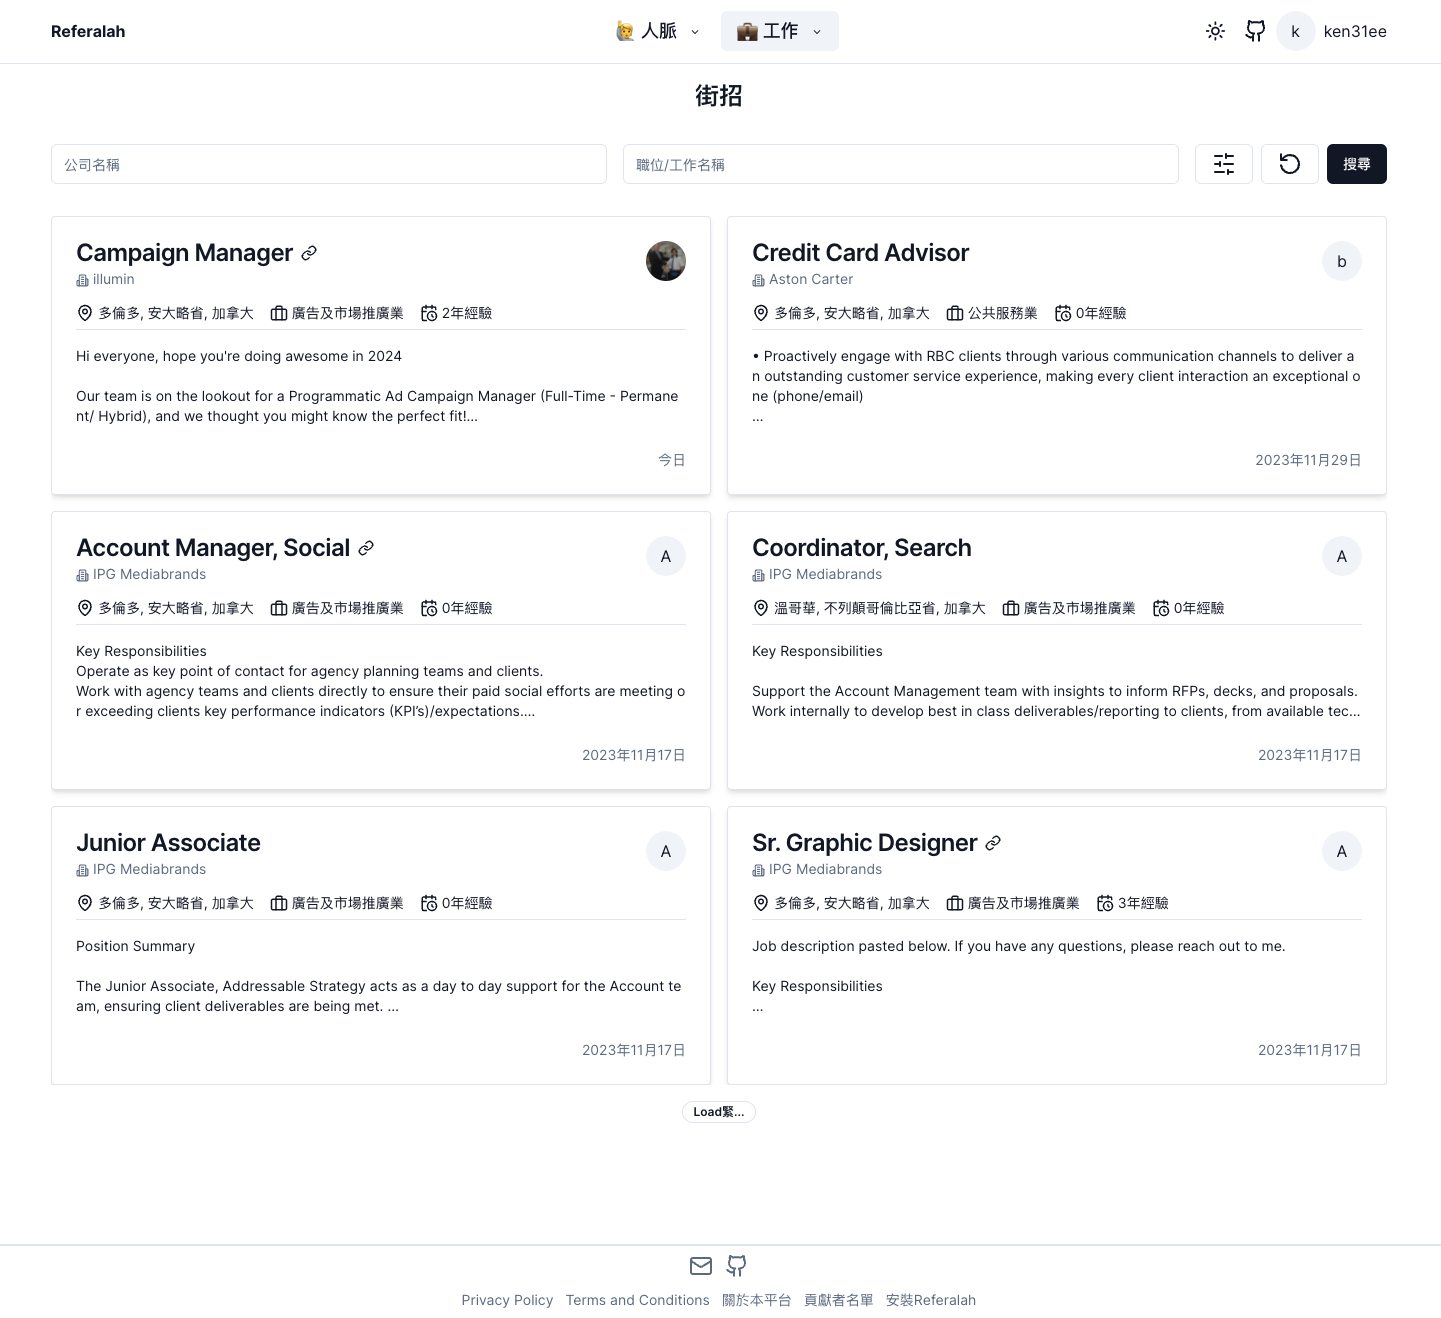 Referalah
人脈
工作
k
ken31ee
街招
公司名稱
職位/工作名稱
搜尋
Campaign Manager
illumin
多倫多, 安大略省, 加拿大
廣告及市場推廣業
2年經驗
Hi everyone, hope you're doing awesome in 2024
Our team is on the lookout for a Programmatic Ad Campaign Manager (Full-Time - Permane
nt/ Hybrid), and we thought you might know the perfect fit!...
今日
Credit Card Advisor
b
Aston Carter
多倫多, 安大略省, 加拿大
公共服務業
0年經驗
• Proactively engage with RBC clients through various communication channels to deliver a
n outstanding customer service experience, making every client interaction an exceptional o
ne (phone/email)
...
2023年11月29日
Account Manager, Social
A
IPG Mediabrands
多倫多, 安大略省, 加拿大
廣告及市場推廣業
0年經驗
Key Responsibilities
Operate as key point of contact for agency planning teams and clients.
Work with agency teams and clients directly to ensure their paid social efforts are meeting o
r exceeding clients key performance indicators (KPI’s)/expectations....
2023年11月17日
Coordinator, Search
A
IPG Mediabrands
溫哥華, 不列顛哥倫比亞省, 加拿大
廣告及市場推廣業
0年經驗
Key Responsibilities
Support the Account Management team with insights to inform RFPs, decks, and proposals.
Work internally to develop best in class deliverables/reporting to clients, from available tec...
2023年11月17日
Junior Associate
A
IPG Mediabrands
多倫多, 安大略省, 加拿大
廣告及市場推廣業
0年經驗
Position Summary
The Junior Associate, Addressable Strategy acts as a day to day support for the Account te
am, ensuring client deliverables are being met. ...
2023年11月17日
Sr. Graphic Designer
A
IPG Mediabrands
多倫多, 安大略省, 加拿大
廣告及市場推廣業
3年經驗
Job description pasted below. If you have any questions, please reach out to me.
Key Responsibilities
...
2023年11月17日
Load緊...
Privacy Policy
Terms and Conditions
關於本平台
貢獻者名單
安裝Referalah